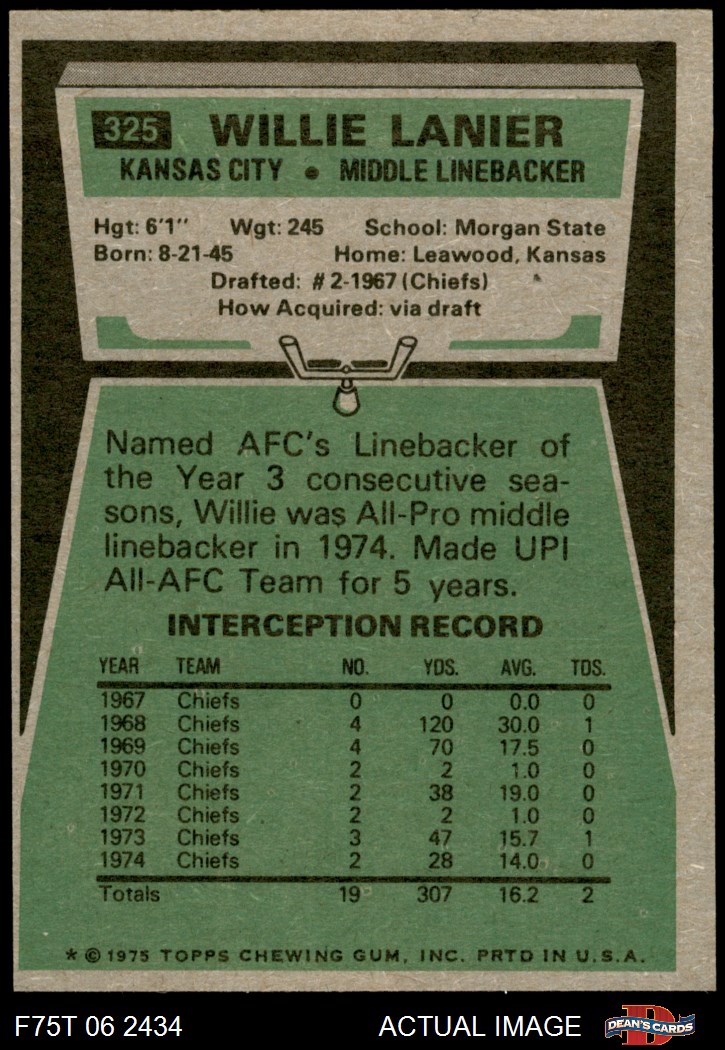 325 WILLIE LANIER
KANSAS CITY • MIDDLE LINEBACKER
Hgt: 6'1" Wgt: 245 School: Morgan State
Born: 8-21-45 Home: Leawood, Kansas
Drafted: #2-1967 (Chiefs)
How Acquired: via draft
Named AFC's Linebacker of
the Year 3 consecutive sea-
sons, Willie was All-Pro middle
linebacker in 1974. Made UPI
All-AFC Team for 5 years.
INTERCEPTION RECORD
YEAR TEAM NO. YDS. AVG. TDS.
1967 Chiefs 0 0 0.0 0
1968 Chiefs 4 120 30.0 1
1969 Chiefs 4 70 17.5 0
1970 Chiefs 2 2 1.0 0
1971 Chiefs 2 38 19.0 0
1972 Chiefs 2 2 1.0 0
1973 Chiefs 3 47 15.7 1
1974 Chiefs 2 28 14.0 0
Totals 19 307 16.2 2
* © 1975 TOPPS CHEWING GUM, INC. PRTD IN U.S.A.
F75T 06 2434 ACTUAL IMAGE D DEAN'S CARDS